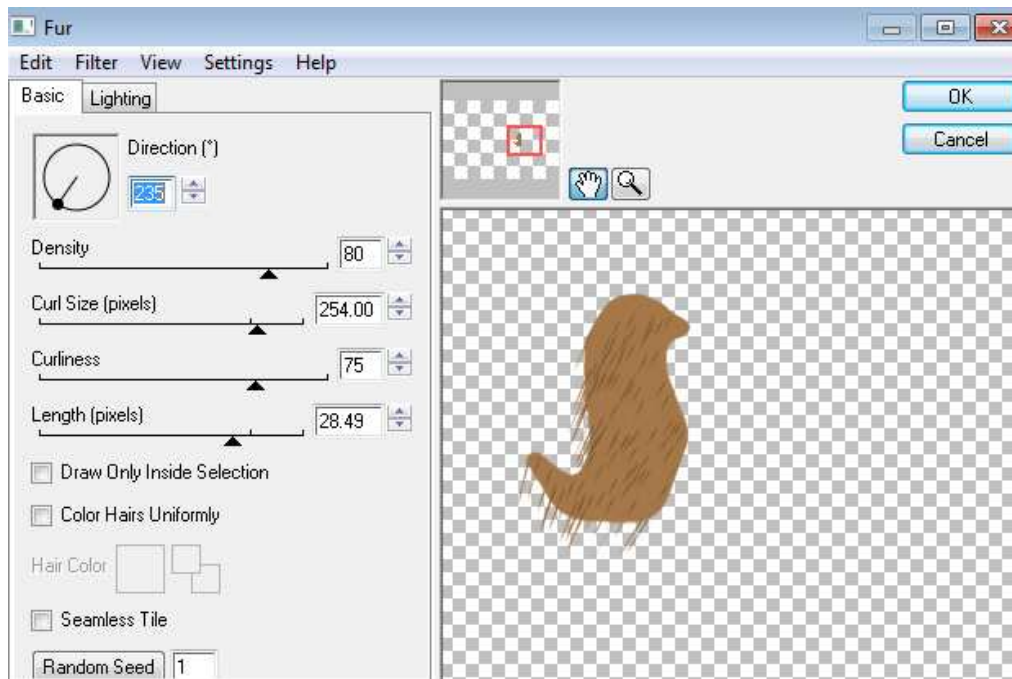 Fur
Edit Filter View Settings Help
Basic Lighting
OK
Cancel
Direction (°)
235
Density
80
Curl Size (pixels)
254.00
Curliness
75
Length (pixels)
28.49
Draw Only Inside Selection
Color Hairs Uniformly
Hair Color
Seamless Tile
Random Seed 1